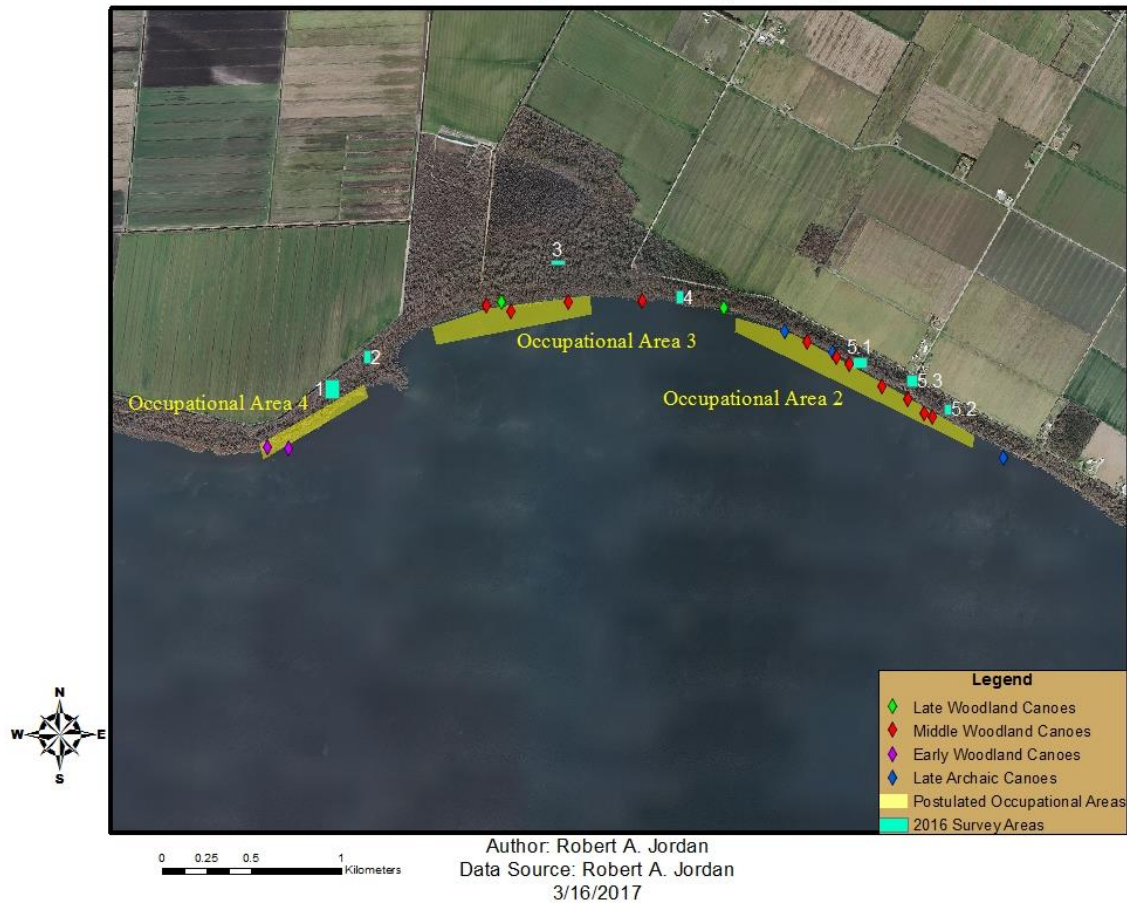 3
4
Occupational Area 3
2
5.1
5.3
1
Occupational Area 4
Occupational Area 2
5.2
N
W E
S
Legend
Late Woodland Canoes
Middle Woodland Canoes
Early Woodland Canoes
Late Archaic Canoes
Postulated Occupational Areas
2016 Survey Areas
0 0.25 0.5 1
Kilometers
Author: Robert A. Jordan
Data Source: Robert A. Jordan
3/16/2017